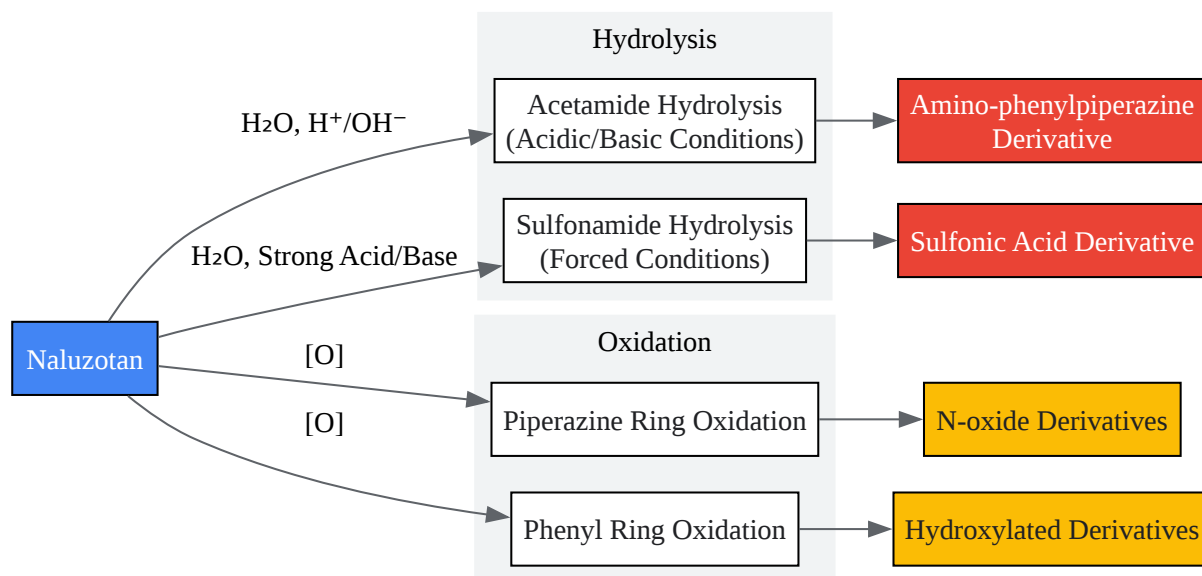 Hydrolysis
H₂O, H⁺/OH⁻
Acetamide Hydrolysis
(Acidic/Basic Conditions)
Amino-phenylpiperazine
Derivative
H₂O, Strong Acid/Base
Sulfonamide Hydrolysis
(Forced Conditions)
Sulfonic Acid Derivative
Naluzotan
Oxidation
[O]
Piperazine Ring Oxidation
N-oxide Derivatives
[O]
Phenyl Ring Oxidation
Hydroxylated Derivatives